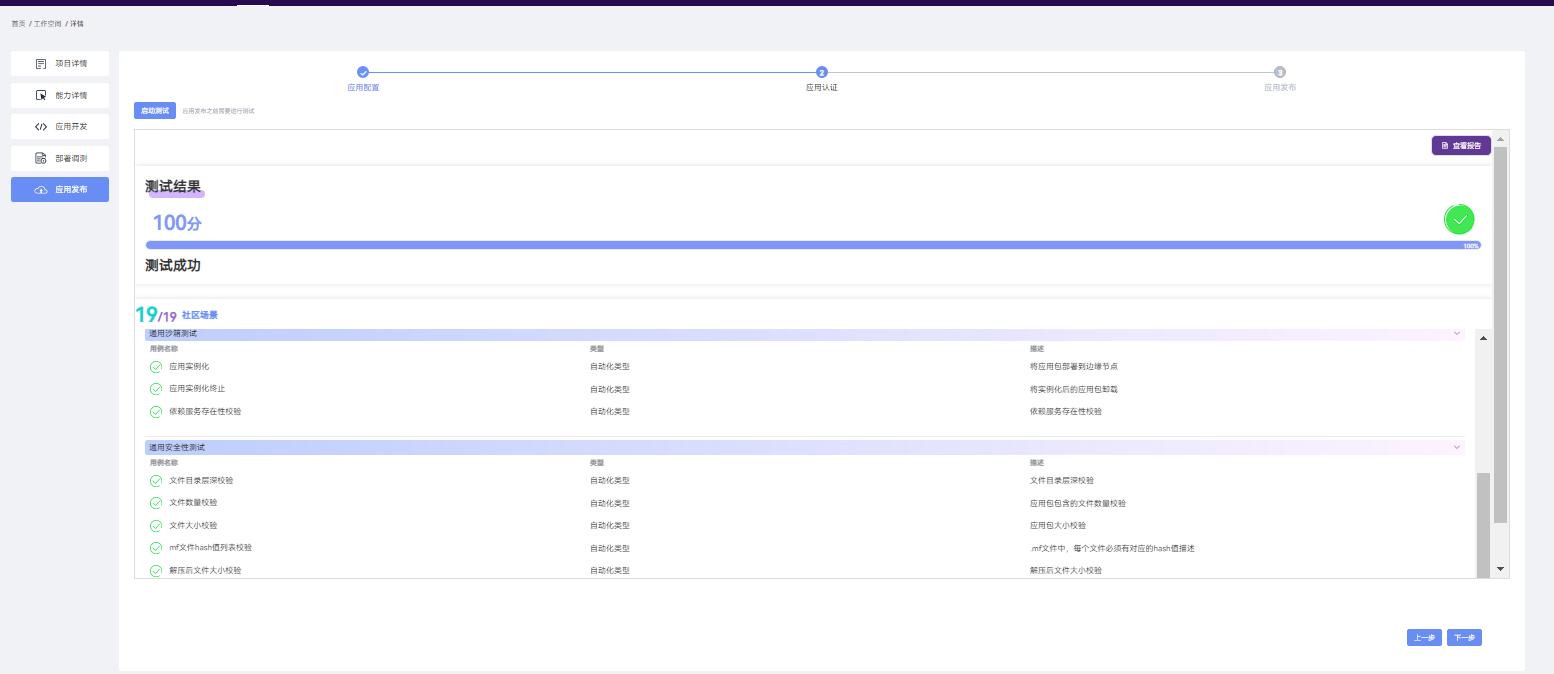 首页 / 工作空间 / 详情
项目详情
能力详情
应用开发
部署调测
应用发布
应用配置
2
应用认证
3
应用发布
启动测试 应用发布之前需要进行测试
查看报告
测试结果
100分
100%
测试成功
19/19 社区场景
通用沙箱测试
用例名称 类型 描述
应用实例化 自动化类型 将应用包部署到边缘节点
应用实例化终止 自动化类型 将实例化后的应用包卸载
依赖服务存在性校验 自动化类型 依赖服务存在性校验
通用安全性测试
用例名称 类型 描述
文件目录层深校验 自动化类型 文件目录层深校验
文件数量校验 自动化类型 应用包包含的文件数量校验
文件大小校验 自动化类型 应用包大小校验
mf文件hash值列表校验 自动化类型 .mf文件中，每个文件必须有对应的hash值描述
解压后文件大小校验 自动化类型 解压后文件大小校验
上一步 下一步